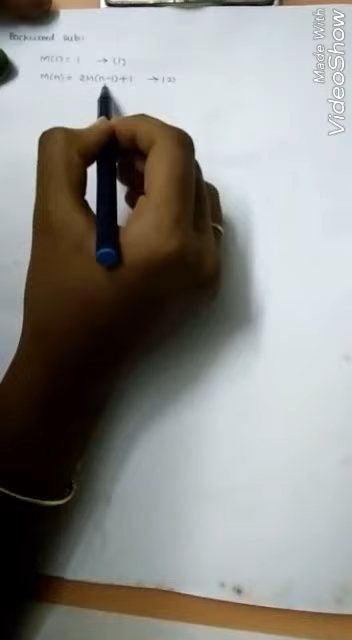 Backward Sub:
M(1) = 1 → (1)
M(n) = 2M(n-1)+1 → (2)
Made With
VideoShow